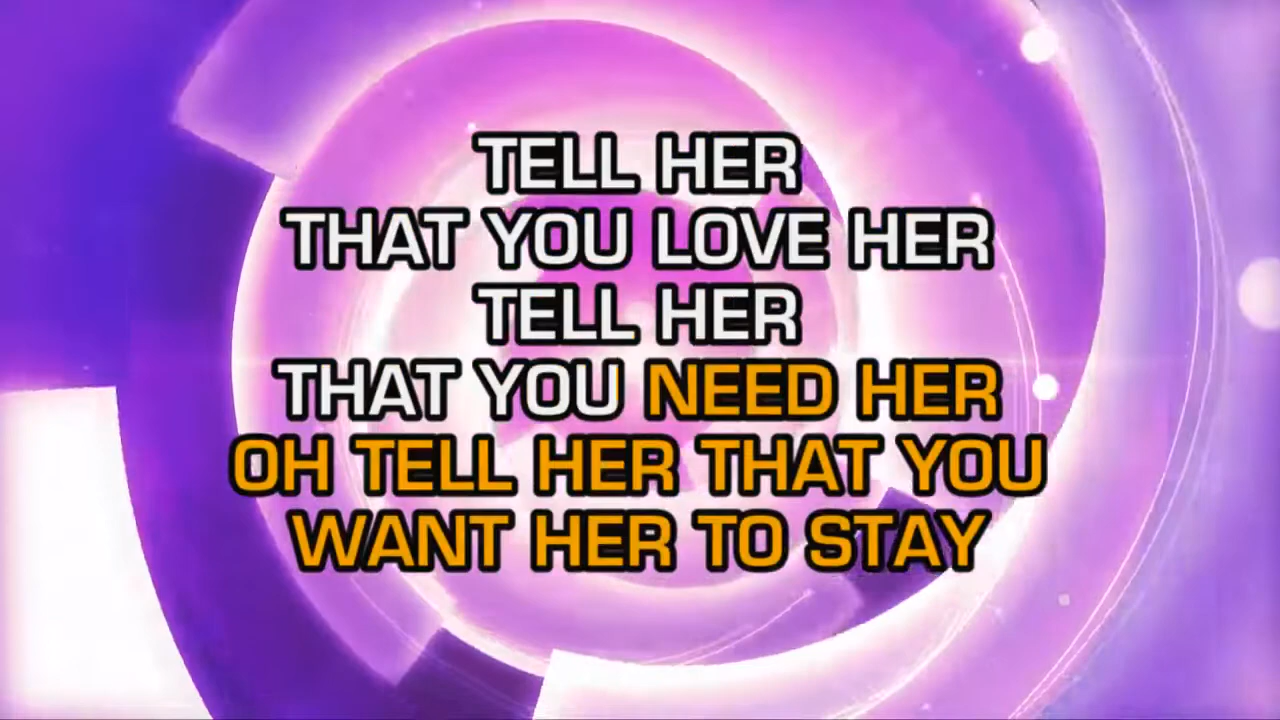 TELL HER
THAT YOU LOVE HER
TELL HER
THAT YOU NEED HER
OH TELL HER THAT YOU
WANT HER TO STAY